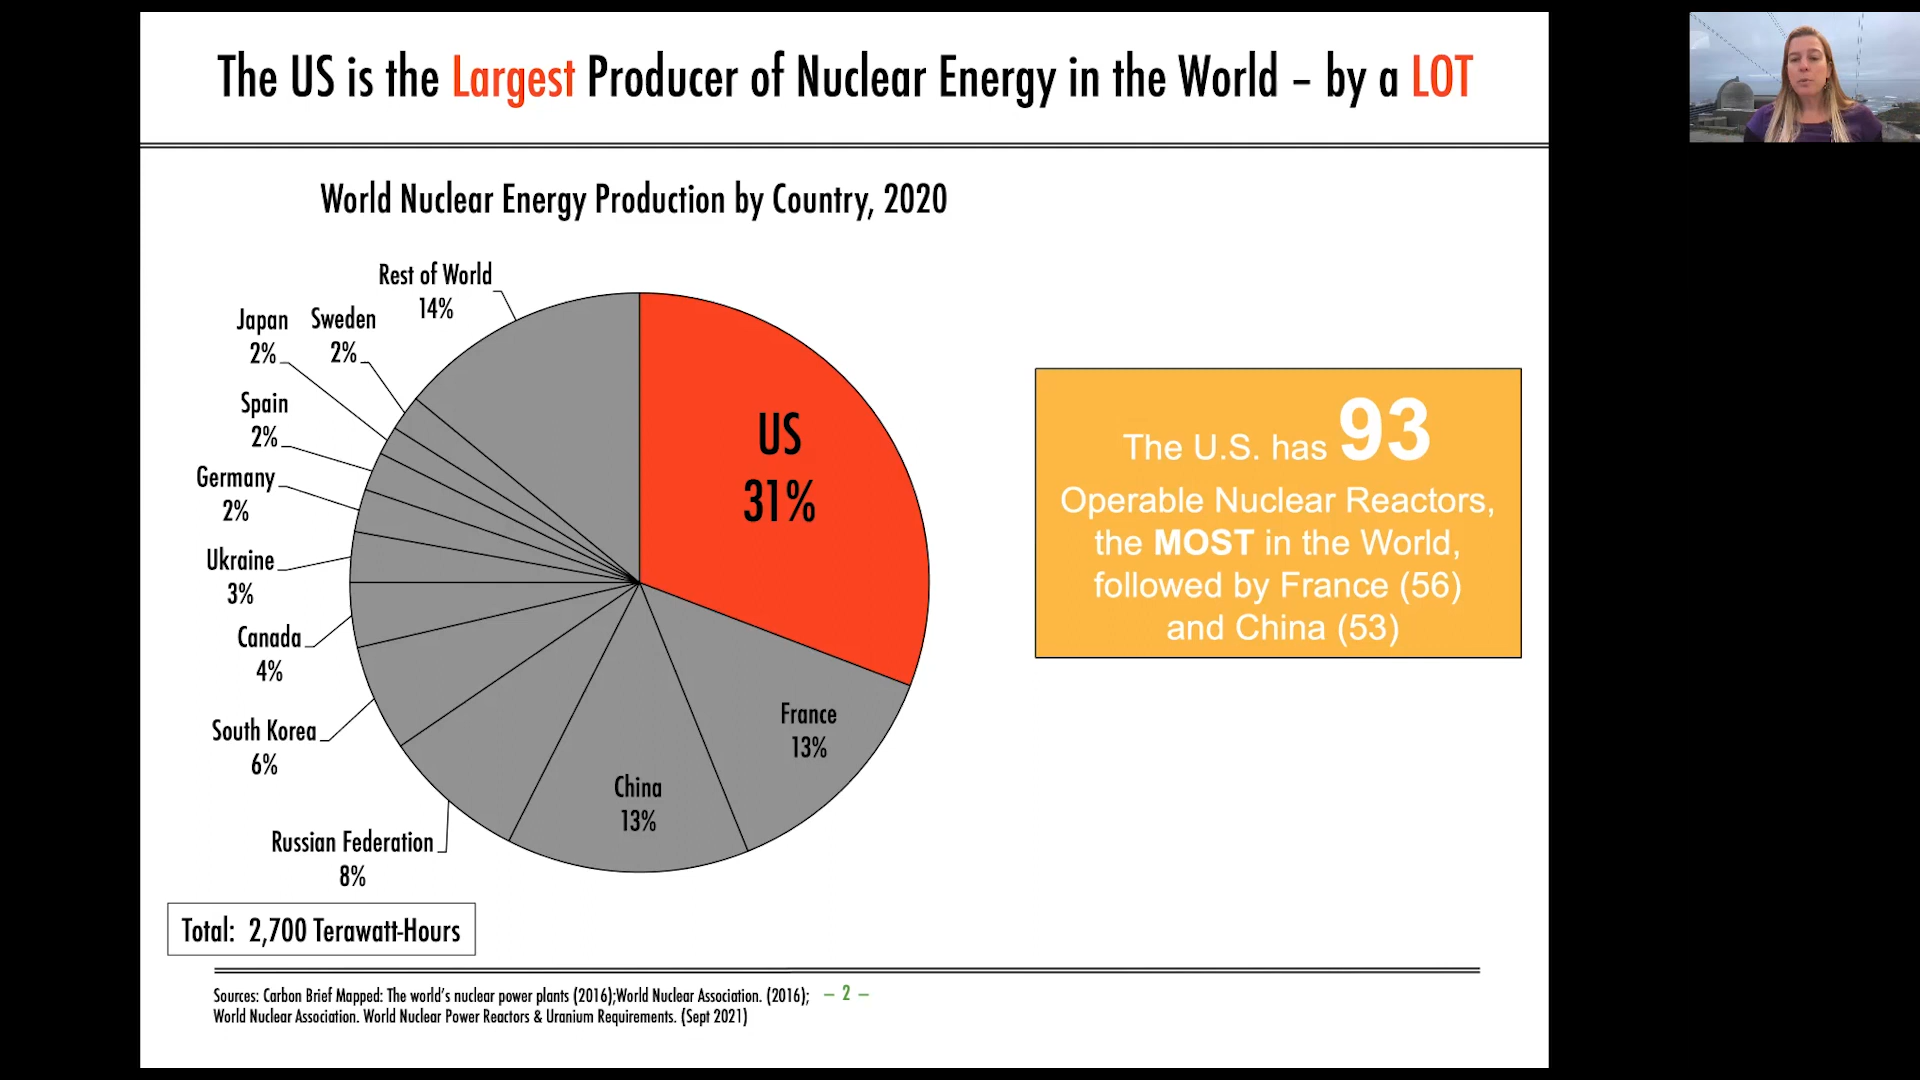 The US is the Largest Producer of Nuclear Energy in the World – by a LOT
World Nuclear Energy Production by Country, 2020
Rest of World
14%
Japan
2%
Sweden
2%
Spain
2%
Germany
2%
Ukraine
3%
Canada
4%
South Korea
6%
Russian Federation
8%
US
31%
France
13%
China
13%
The U.S. has 93
Operable Nuclear Reactors,
the MOST in the World,
followed by France (56)
and China (53)
Total: 2,700 Terawatt-Hours
Sources: Carbon Brief Mapped: The world's nuclear power plants (2016);World Nuclear Association. (2016);
World Nuclear Association. World Nuclear Power Reactors & Uranium Requirements. (Sept 2021)
– 2 –